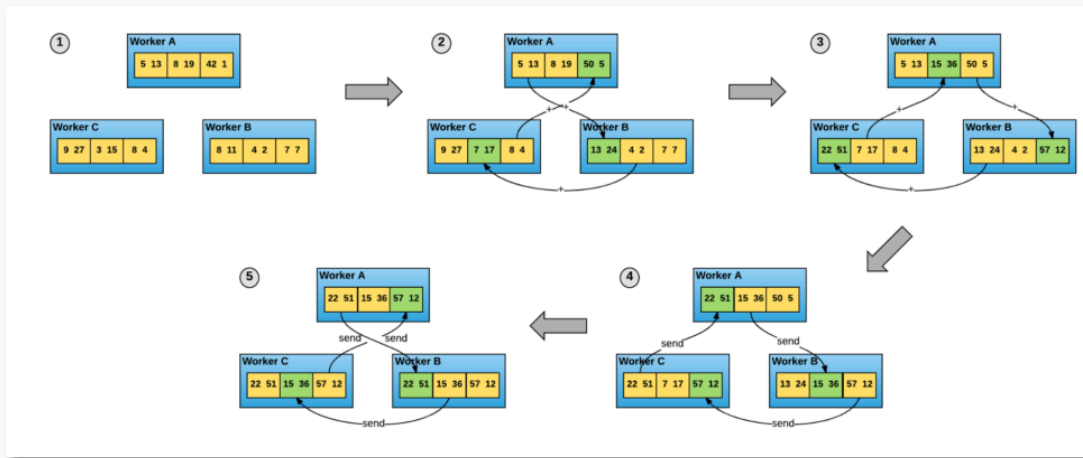 1
Worker A
5 13 8 19 42 1
Worker C
9 27 3 15 8 4
Worker B
8 11 4 2 7 7
2
Worker A
5 13 8 19 50 5
+ +
Worker C
9 27 7 17 8 4
Worker B
13 24 4 2 7 7
+
3
Worker A
5 13 15 36 50 5
+ +
Worker C
22 51 7 17 8 4
Worker B
13 24 4 2 57 12
+
5
Worker A
22 51 15 36 57 12
send send
Worker C
22 51 15 36 57 12
Worker B
22 51 15 36 57 12
send
4
Worker A
22 51 15 36 50 5
send send
Worker C
22 51 7 17 57 12
Worker B
13 24 15 36 57 12
send